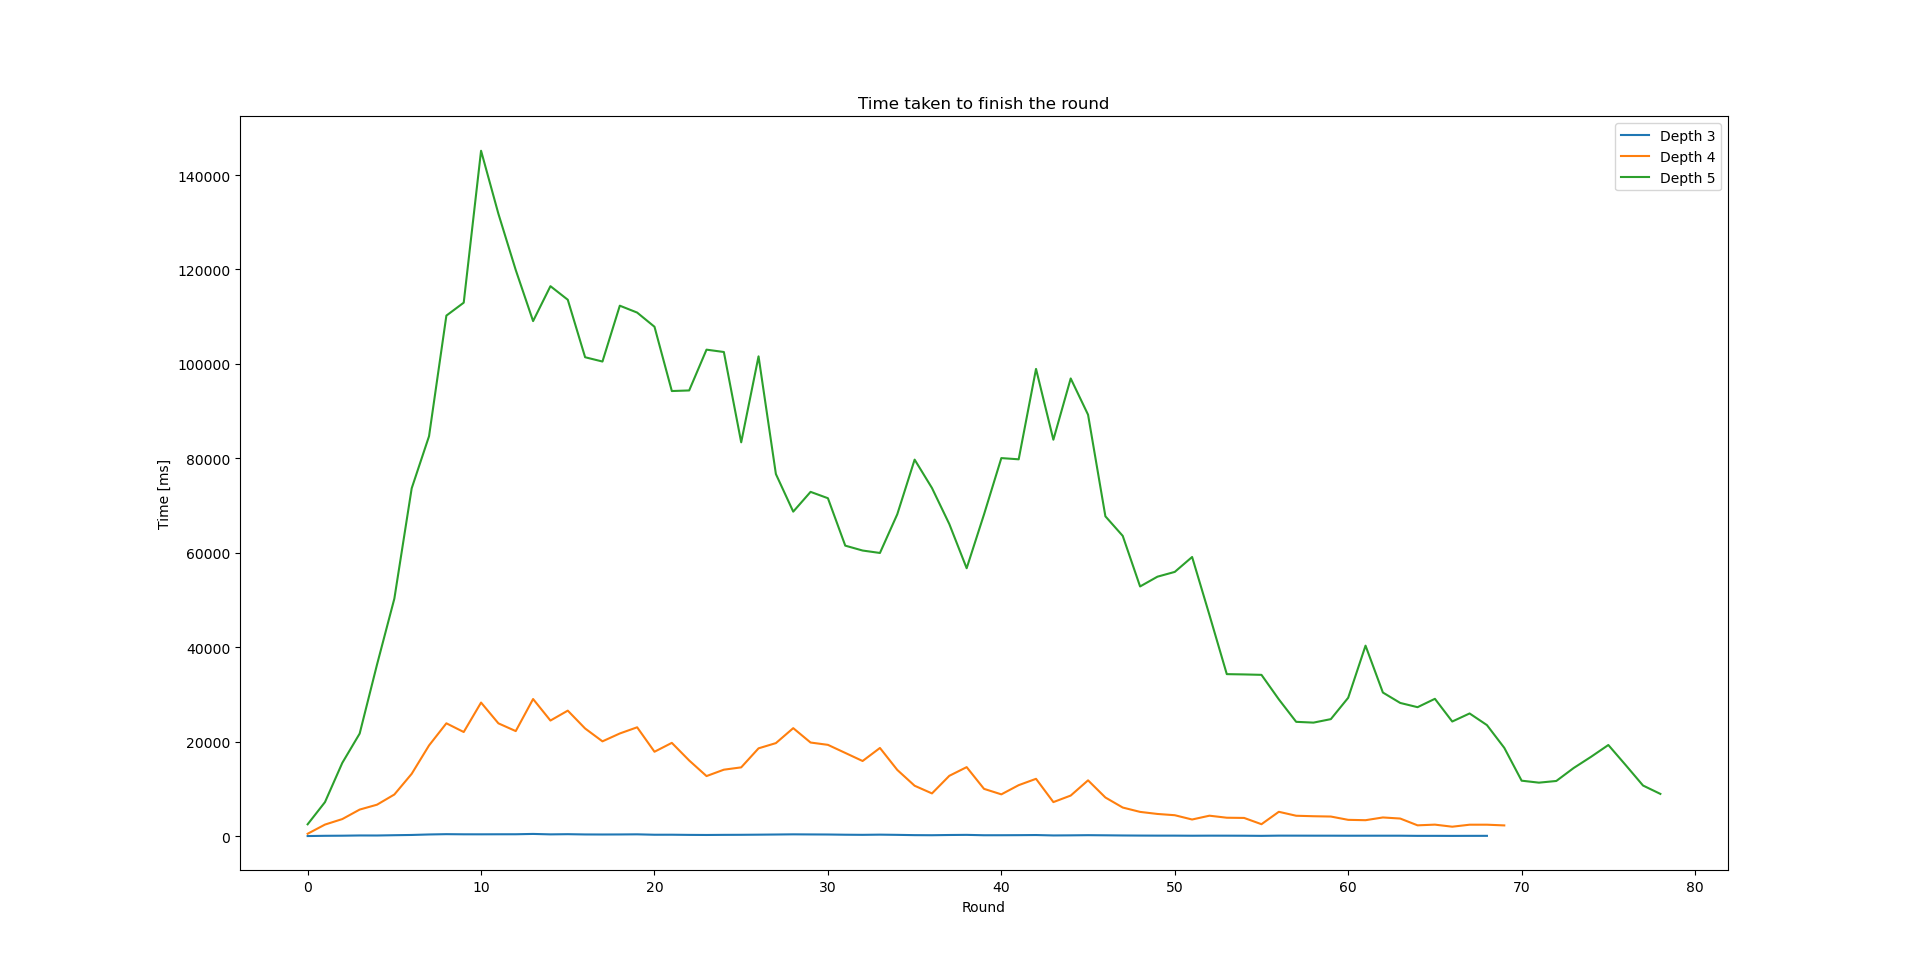 Time taken to finish the round
Depth 3
Depth 4
Depth 5
140000
120000
100000
80000
60000
40000
20000
0
Time [ms]
0 10 20 30 40 50 60 70 80
Round